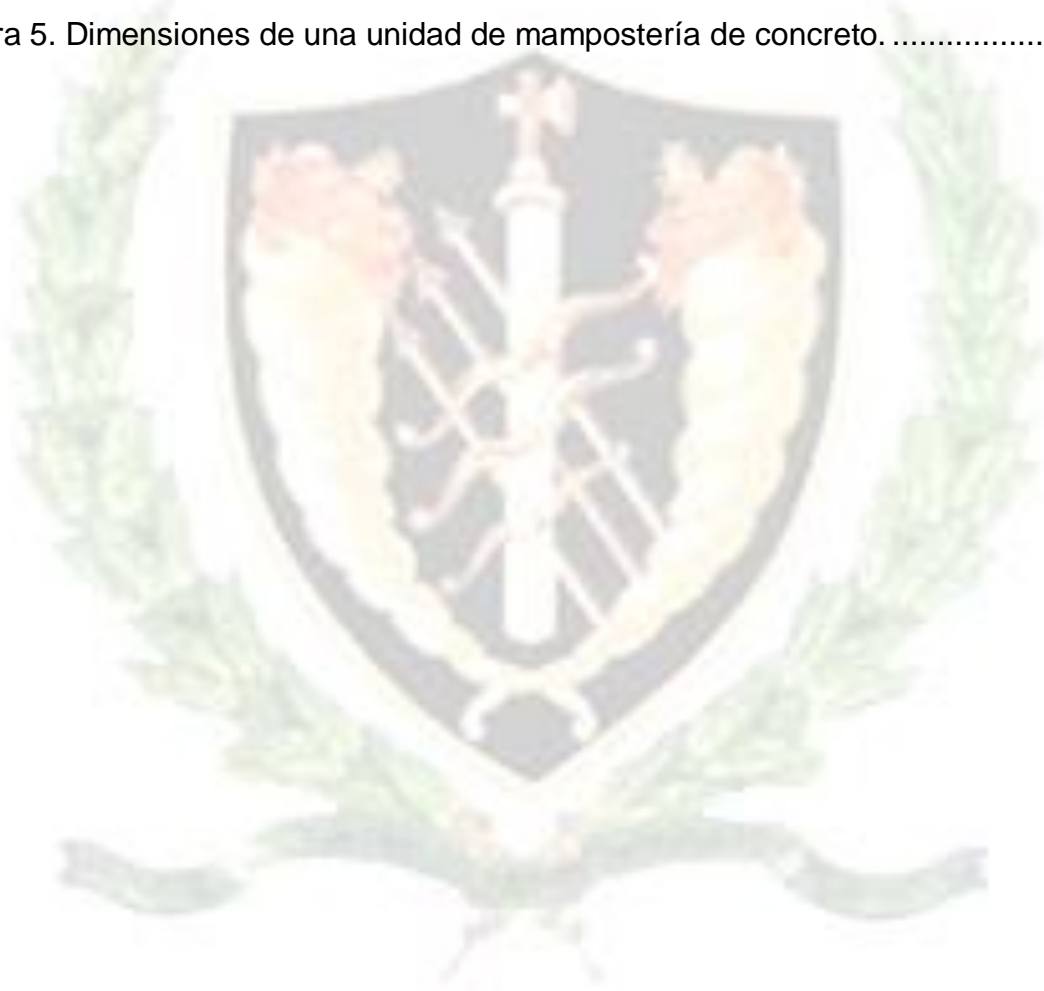 ra 5. Dimensiones de una unidad de mampostería de concreto. .................